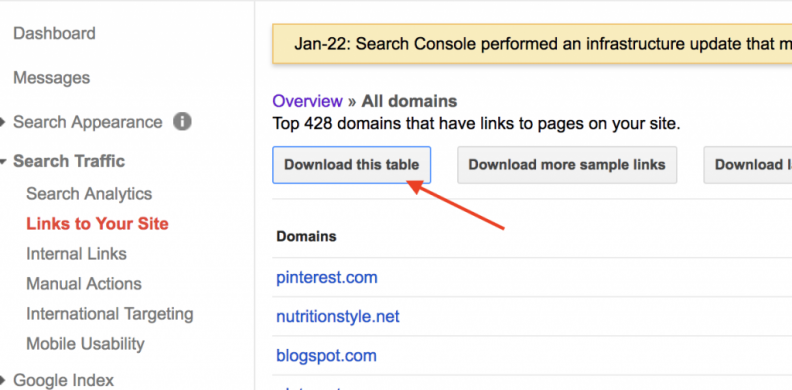 Dashboard
Messages
Search Appearance
Search Traffic
Search Analytics
Links to Your Site
Internal Links
Manual Actions
International Targeting
Mobile Usability
Google Index
Jan-22: Search Console performed an infrastructure update that
Overview » All domains
Top 428 domains that have links to pages on your site.
Download this table
Download more sample links
Download
Domains
pinterest.com
nutritionstyle.net
blogspot.com